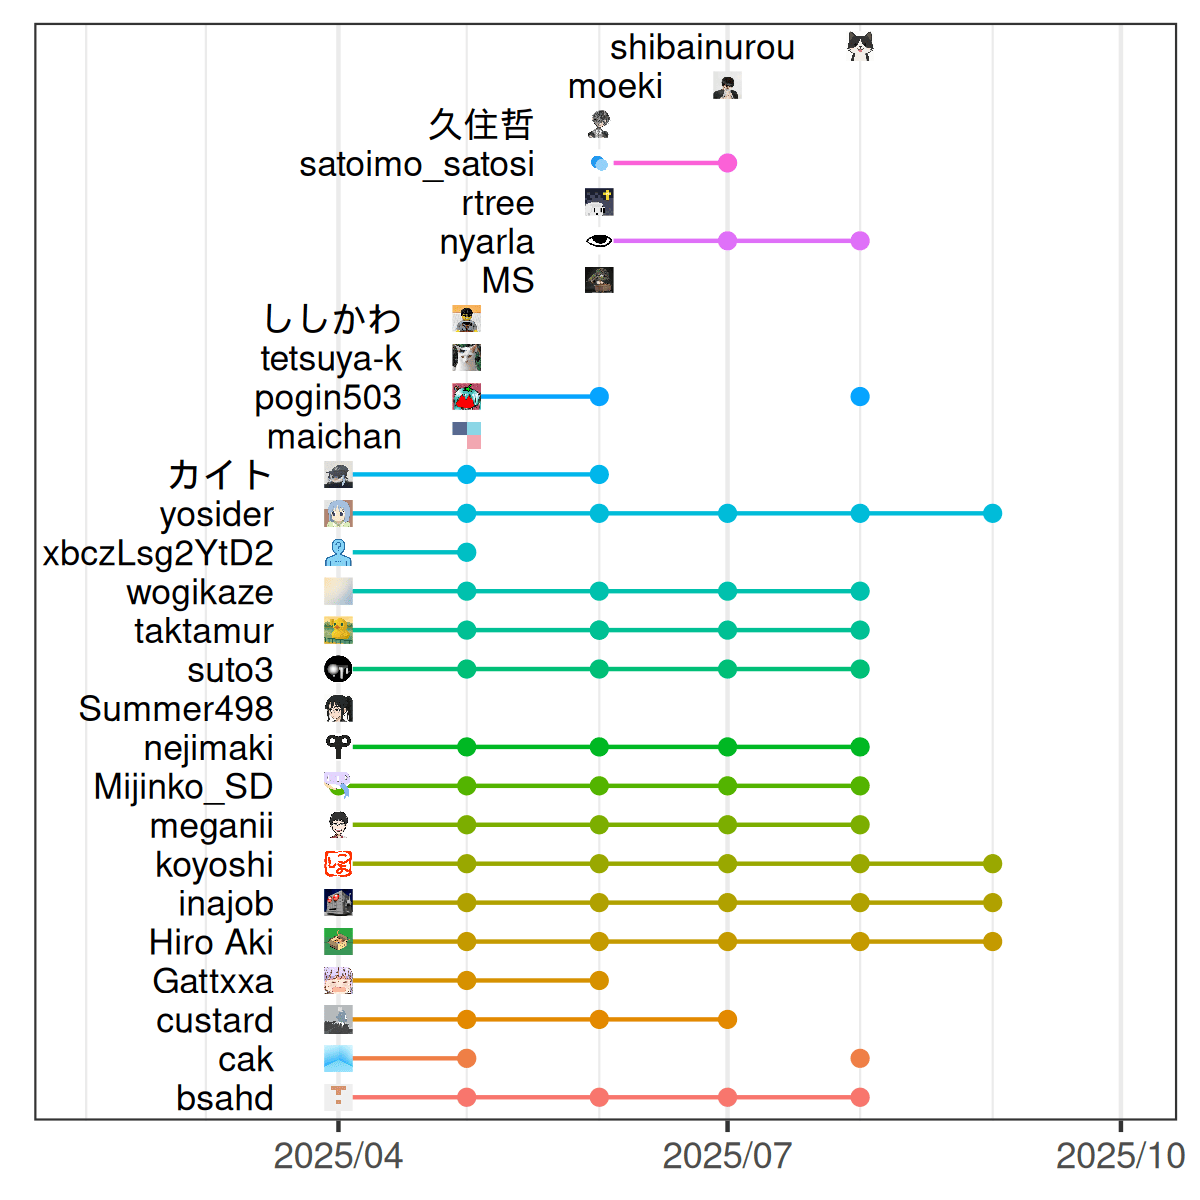 shibainurou
moeki
久住哲
satoimo_satosi
rtree
nyarla
MS
ししかわ
tetsuya-k
pogin503
maichan
カイト
yosider
xbczLsg2YtD2
wogikaze
taktamur
suto3
Summer498
nejimaki
Mijinko_SD
meganii
koyoshi
inajob
Hiro Aki
Gattxxa
custard
cak
bsahd
2025/04 2025/07 2025/10